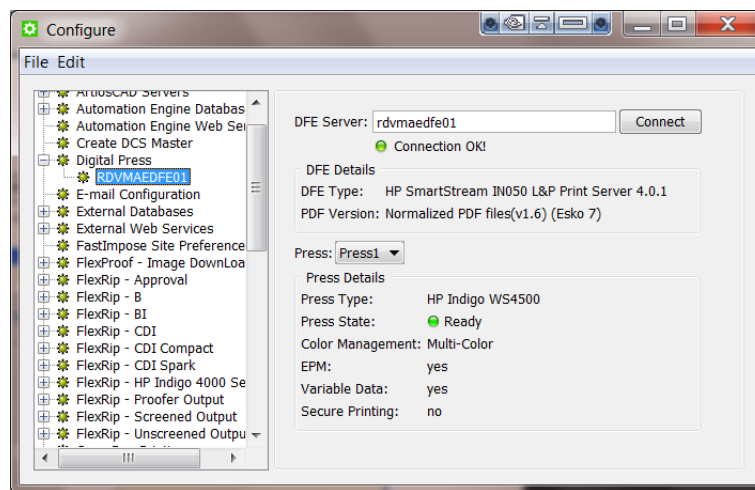 Configure
File Edit
ArtiosCAD Servers
Automation Engine Databas
Automation Engine Web Ser
Create DCS Master
Digital Press
RDVMAEDFE01
E-mail Configuration
External Databases
External Web Services
FastImpose Site Preference
FlexProof - Image DownLoa
FlexRip - Approval
FlexRip - B
FlexRip - BI
FlexRip - CDI
FlexRip - CDI Compact
FlexRip - CDI Spark
FlexRip - HP Indigo 4000 Se
FlexRip - Proofer Output
FlexRip - Screened Output
FlexRip - Unscreened Outpu
DFE Server: rdvmaedfe01 Connect
Connection OK!
DFE Details
DFE Type: HP SmartStream IN050 L&P Print Server 4.0.1
PDF Version: Normalized PDF files(v1.6) (Esko 7)
Press: Press1
Press Details
Press Type: HP Indigo WS4500
Press State: Ready
Color Management: Multi-Color
EPM: yes
Variable Data: yes
Secure Printing: no